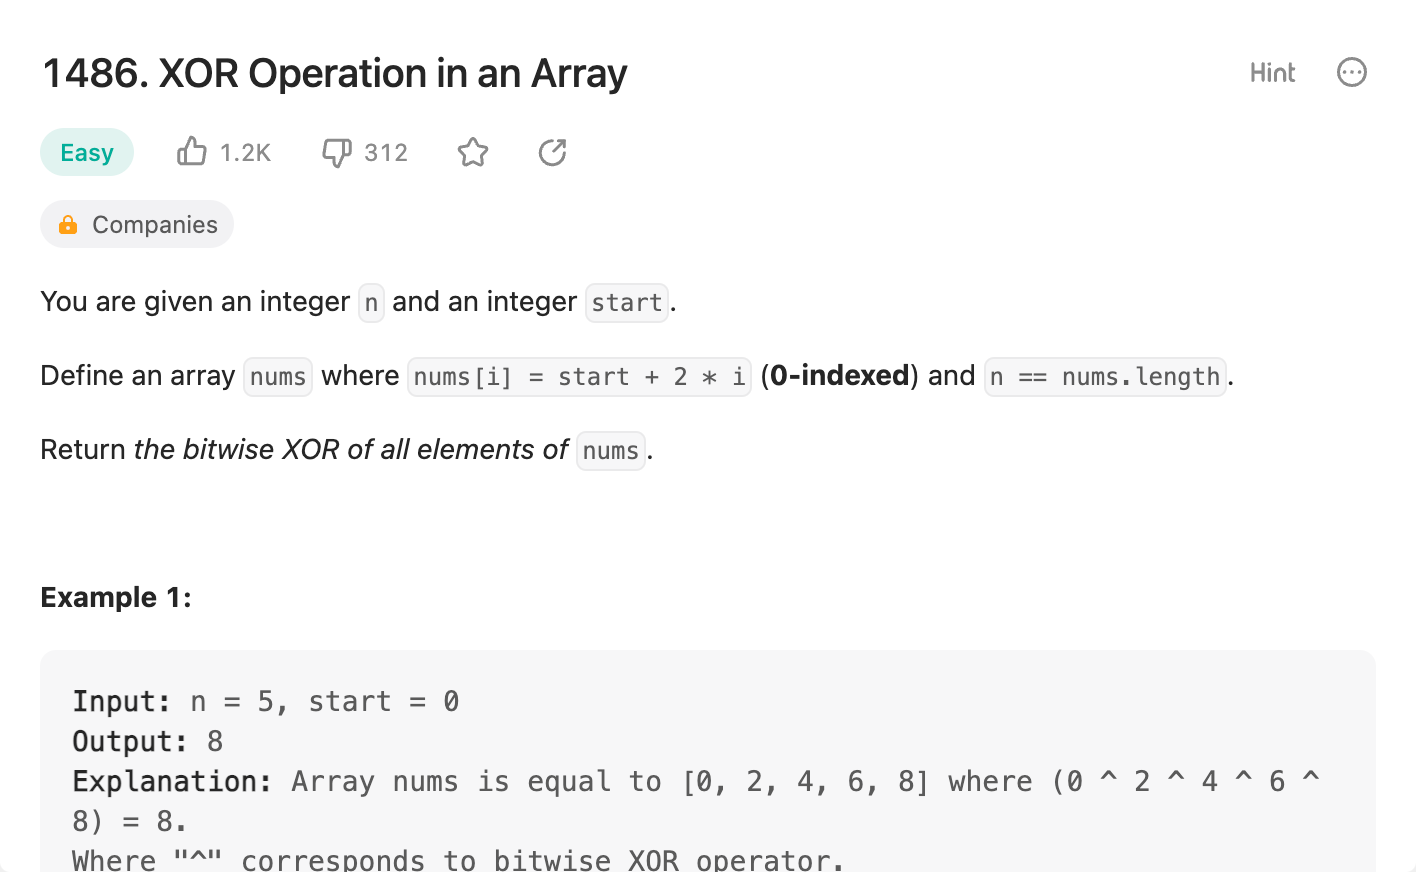 1486. XOR Operation in an Array
Hint
Easy
1.2K
312
Companies
You are given an integer n and an integer start.
Define an array nums where nums[i] = start + 2 * i (0-indexed) and n == nums.length.
Return the bitwise XOR of all elements of nums.
Example 1:
Input: n = 5, start = 0
Output: 8
Explanation: Array nums is equal to [0, 2, 4, 6, 8] where (0 ^ 2 ^ 4 ^ 6 ^
8) = 8.
Where "^" corresponds to bitwise XOR operator.